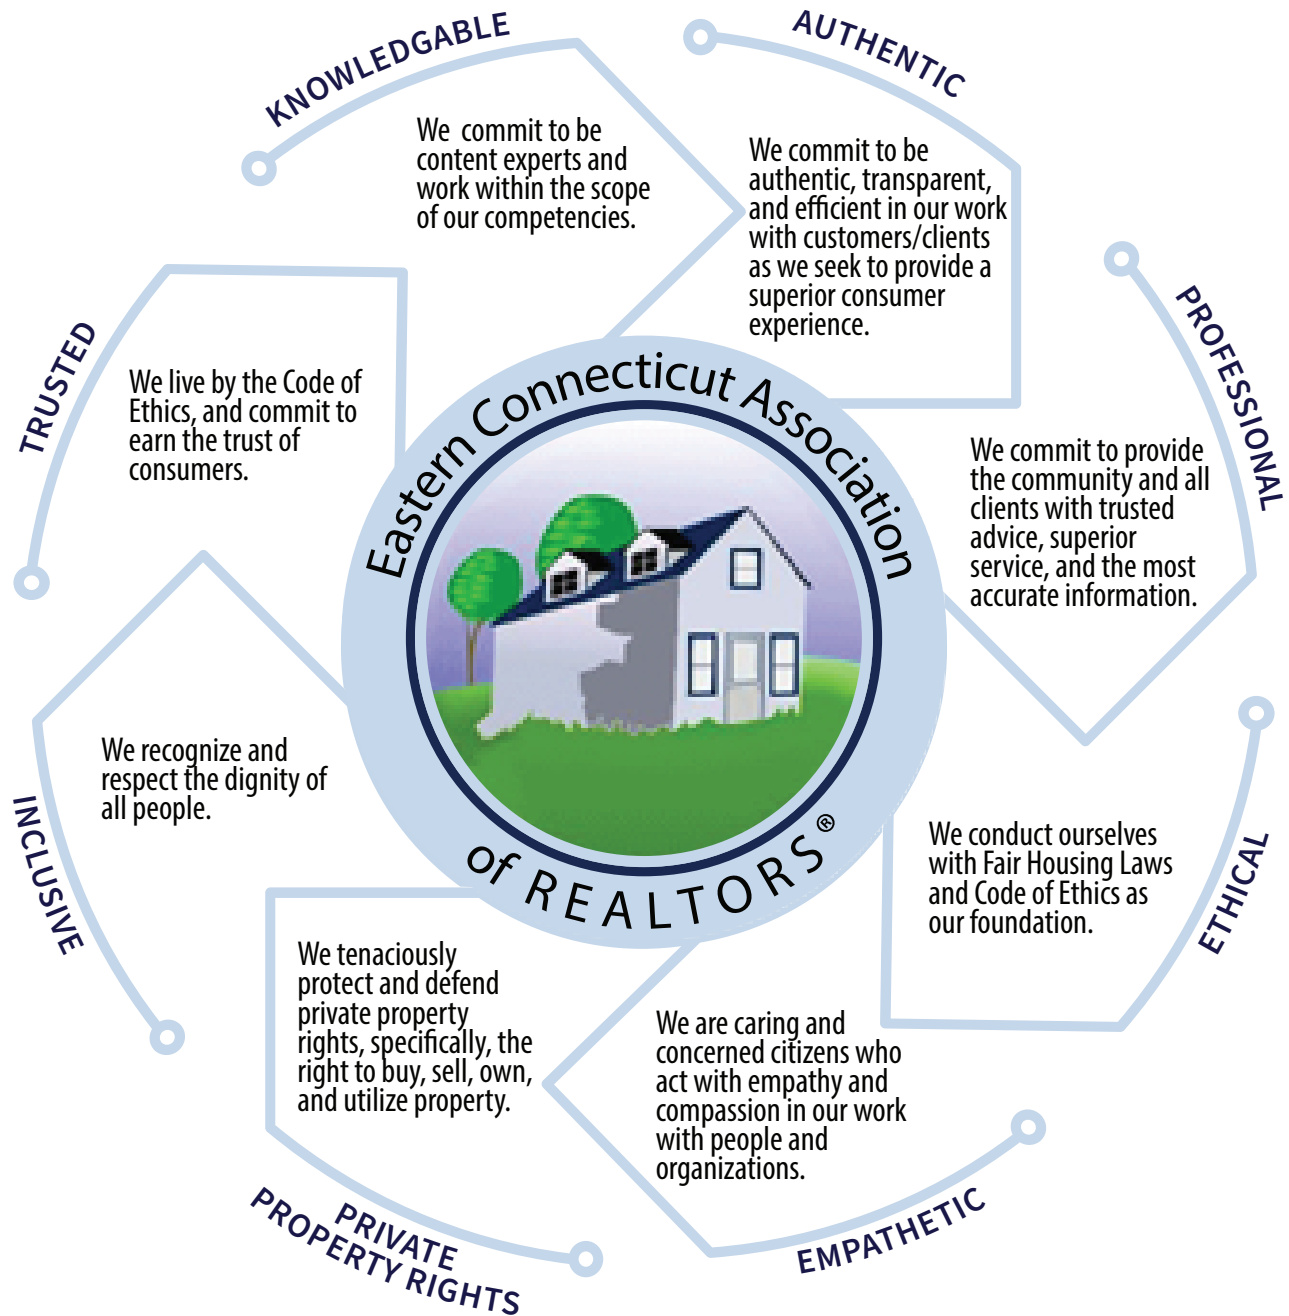 KNOWLEDGABLE
We commit to be
content experts and
work within the scope
of our competencies.
AUTHENTIC
We commit to be
authentic, transparent,
and efficient in our work
with customers/clients
as we seek to provide a
superior consumer
experience.
PROFESSIONAL
We commit to provide
the community and all
clients with trusted
advice, superior
service, and the most
accurate information.
ETHICAL
We conduct ourselves
with Fair Housing Laws
and Code of Ethics as
our foundation.
EMPATHETIC
We are caring and
concerned citizens who
act with empathy and
compassion in our work
with people and
organizations.
PRIVATE
PROPERTY RIGHTS
We tenaciously
protect and defend
private property
rights, specifically, the
right to buy, sell, own,
and utilize property.
INCLUSIVE
We recognize and
respect the dignity of
all people.
TRUSTED
We live by the Code of
Ethics, and commit to
earn the trust of
consumers.
Eastern Connecticut Association
of REALTORS®